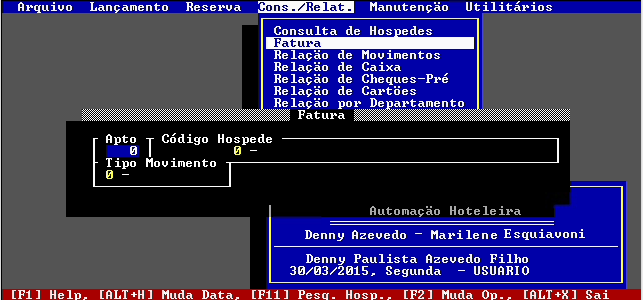 Arquivo Lançamento Reserva Cons./Relat. Manutenção Utilitários
Consulta de Hospedes
Fatura
Relação de Movimentos
Relação de Caixa
Relação de Cheques-Pré
Relação de Cartões
Relação por Departamento
Fatura
Apto Código Hospede
0 0 -
Tipo Movimento
0 -
Automação Hoteleira
Denny Azevedo - Marilene Esquiavoni
Denny Paulista Azevedo Filho
30/03/2015, Segunda - USUARIO
[F1] Help, [ALT+H] Muda Data, [F11] Pesq. Hosp., [F2] Muda Op., [ALT+X] Sai